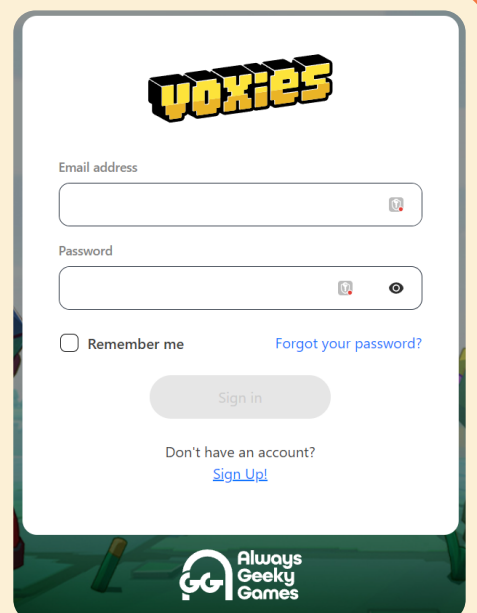 voxies
Email address
Password
Remember me
Forgot your password?
Sign in
Don't have an account?
Sign Up!
GG
Always
Geeky
Games